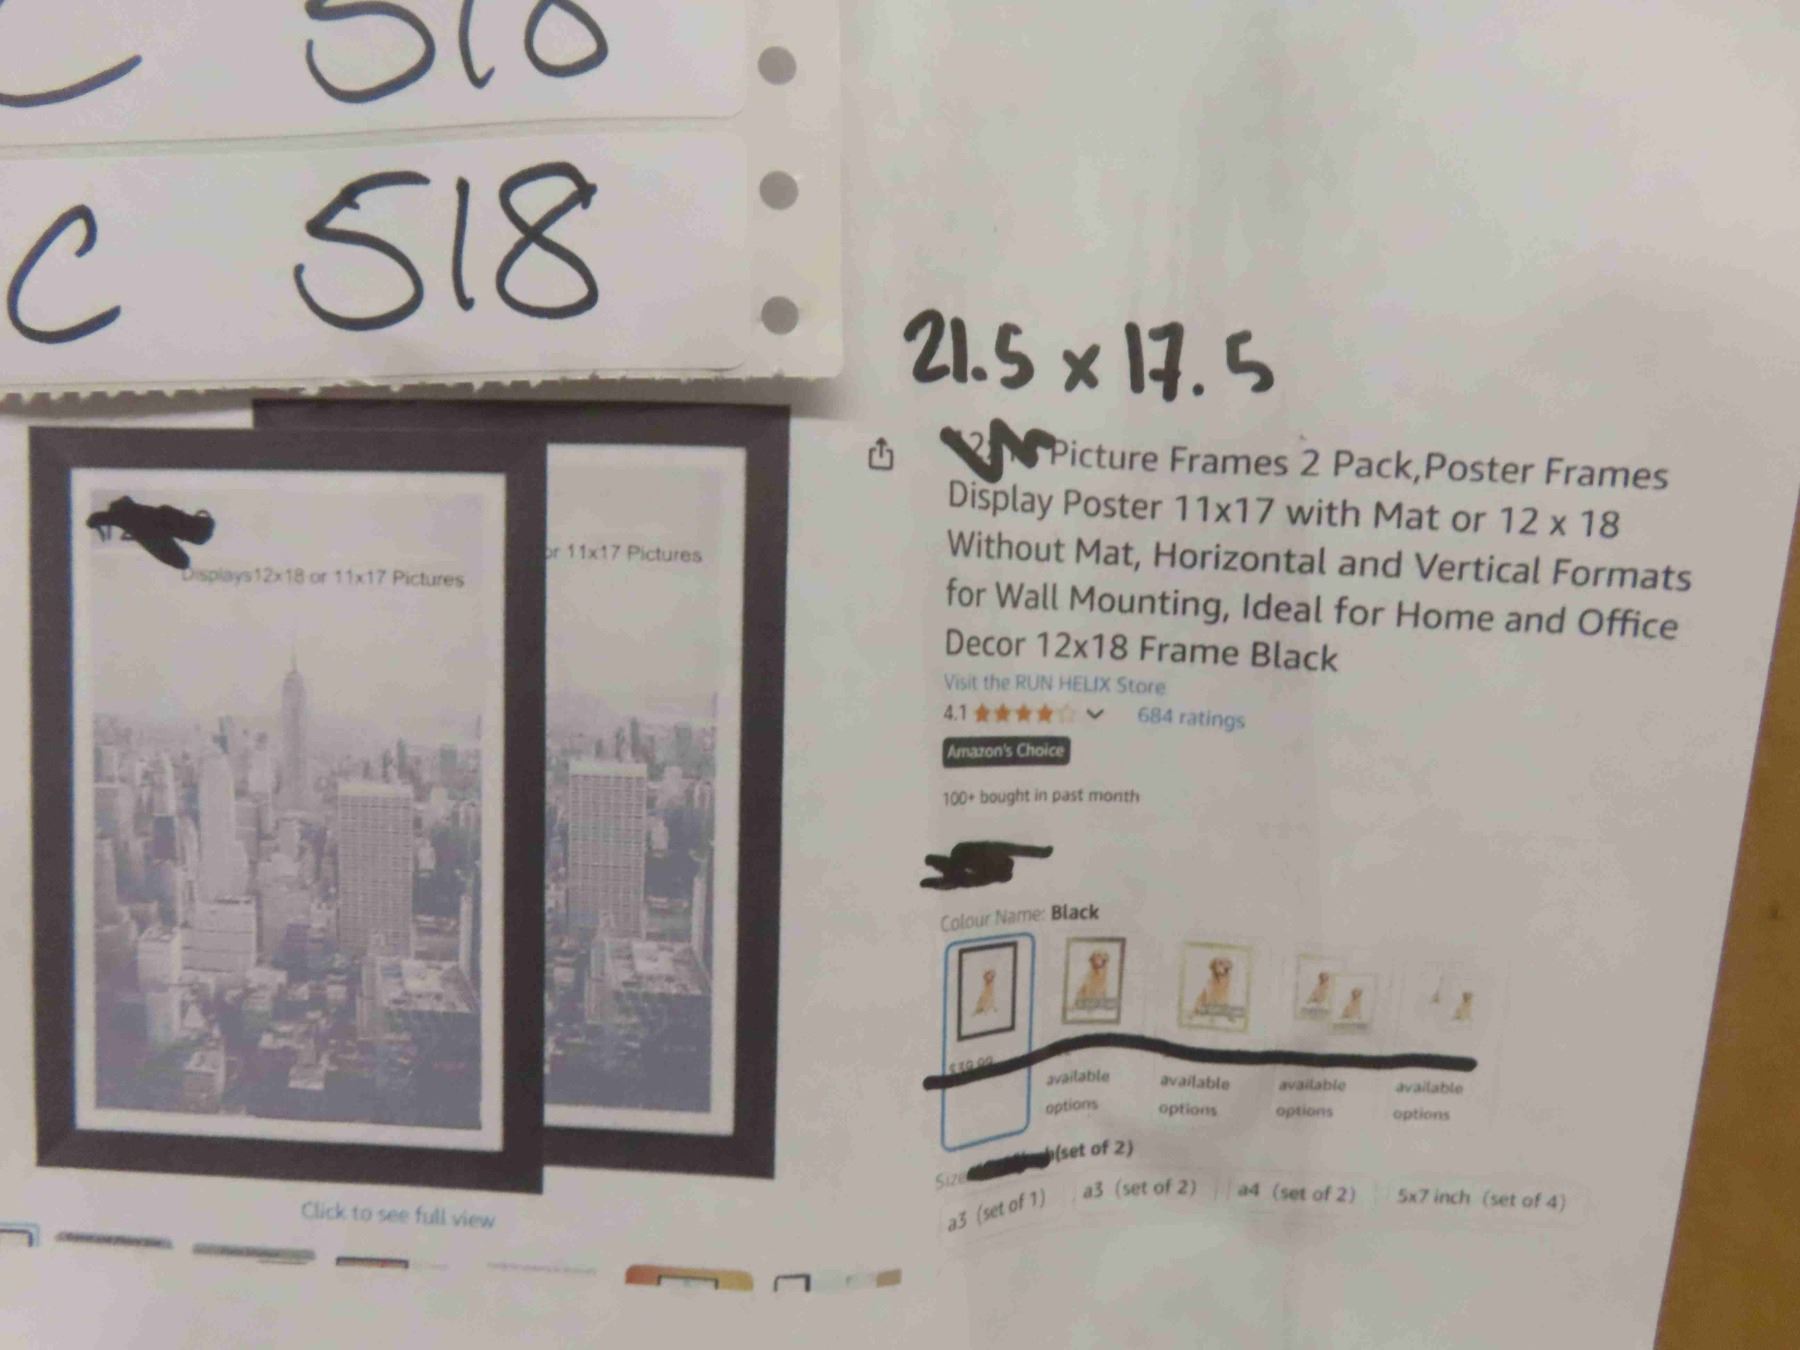 C 518
C 518
21.5 x 17.5
Picture Frames 2 Pack,Poster Frames
Display Poster 11x17 with Mat or 12 x 18
Without Mat, Horizontal and Vertical Formats
for Wall Mounting, Ideal for Home and Office
Decor 12x18 Frame Black
Visit the RUN HELIX Store
4.1 684 ratings
Amazon's Choice
100+ bought in past month
Colour Name: Black
$39.99
available options
available options
available options
available options
Size (set of 2)
a3 (set of 1) a3 (set of 2) a4 (set of 2) 5x7 inch (set of 4)
Displays12x18 or 11x17 Pictures
or 11x17 Pictures
Click to see full view